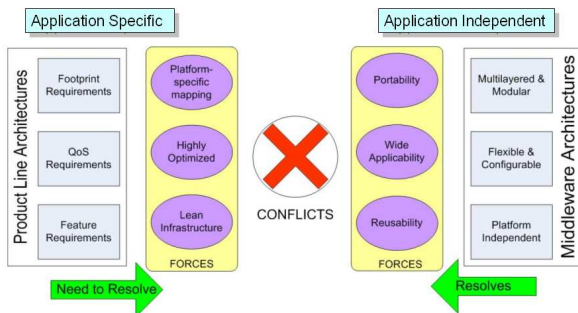 Application Specific
Application Independent
Product Line Architectures
Footprint
Requirements
QoS
Requirements
Feature
Requirements
Platform-
specific
mapping
Highly
Optimized
Lean
Infrastructure
FORCES
CONFLICTS
Portability
Wide
Applicability
Reusability
FORCES
Multilayered &
Modular
Flexible &
Configurable
Platform
Independent
Middleware Architectures
Need to Resolve
Resolves